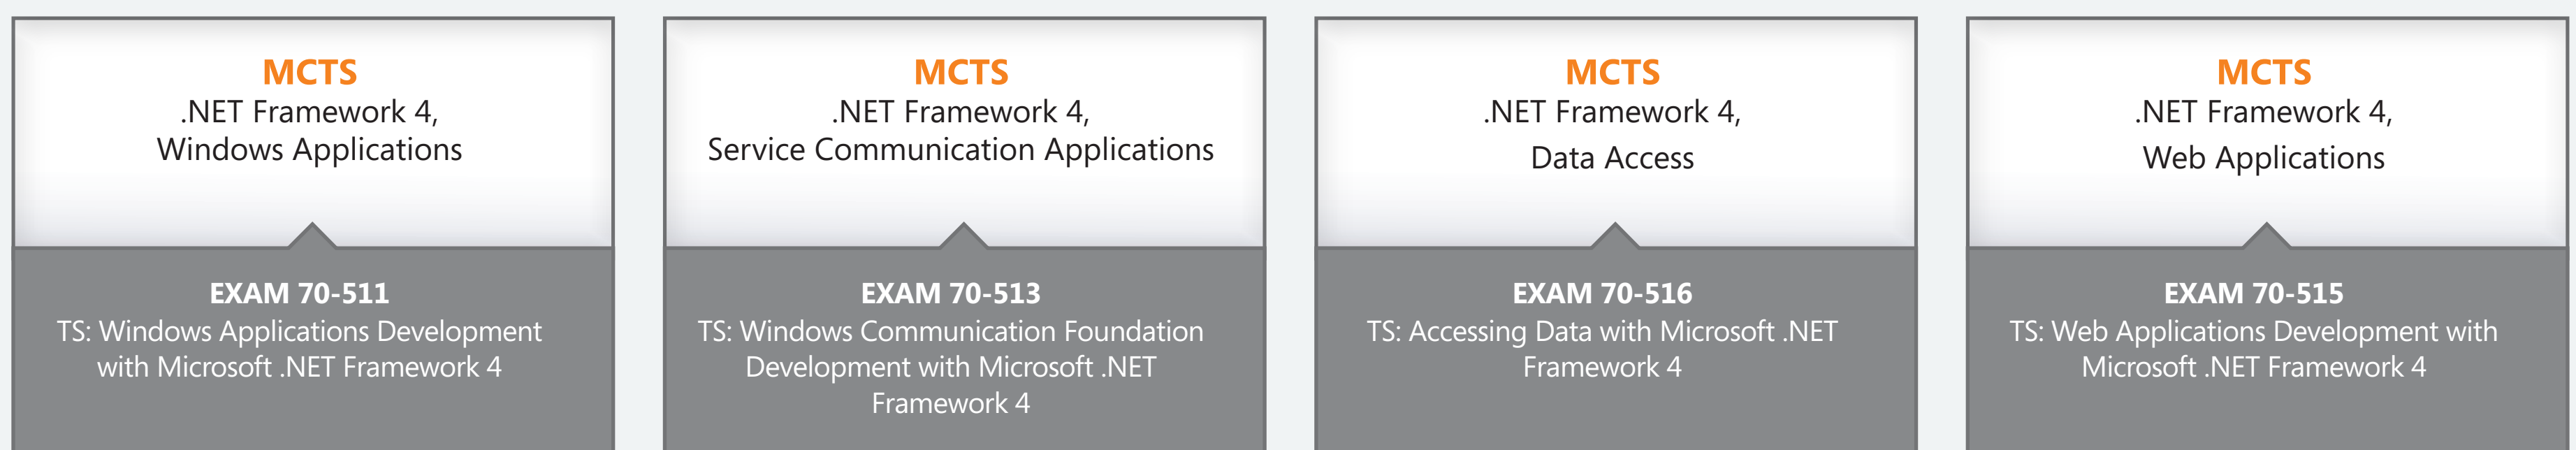 MCTS
.NET Framework 4,
Windows Applications
EXAM 70-511
TS: Windows Applications Development
with Microsoft .NET Framework 4
MCTS
.NET Framework 4,
Service Communication Applications
EXAM 70-513
TS: Windows Communication Foundation
Development with Microsoft .NET
Framework 4
MCTS
.NET Framework 4,
Data Access
EXAM 70-516
TS: Accessing Data with Microsoft .NET
Framework 4
MCTS
.NET Framework 4,
Web Applications
EXAM 70-515
TS: Web Applications Development with
Microsoft .NET Framework 4